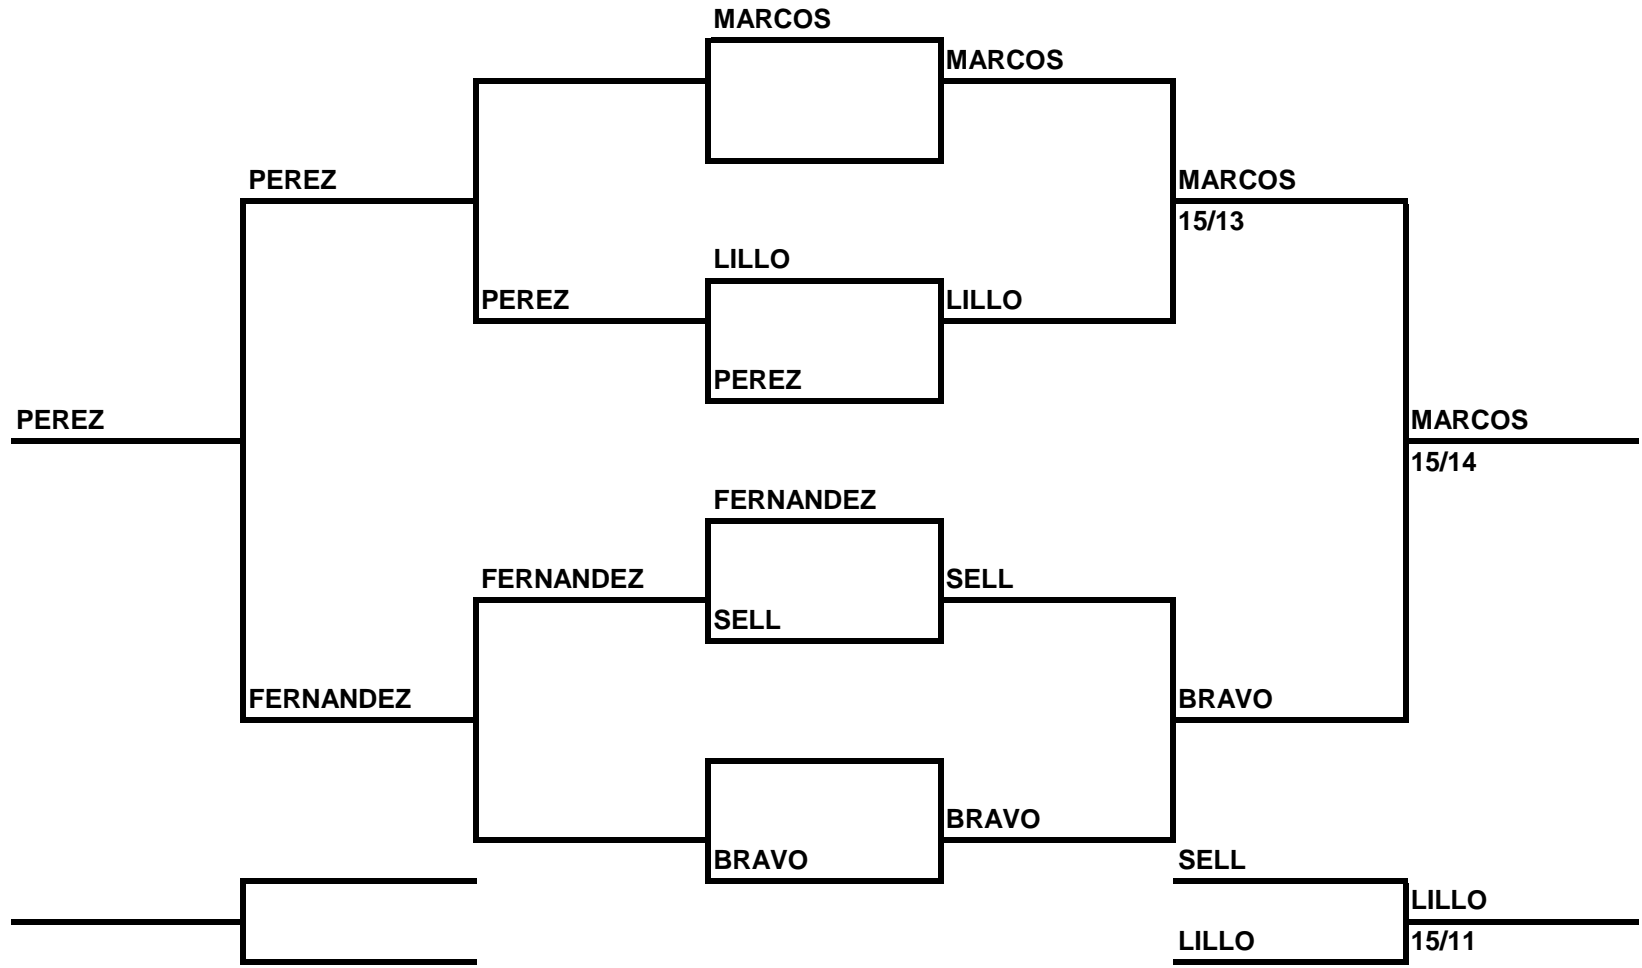 MARCOS
MARCOS
PEREZ
MARCOS
15/13
LILLO
PEREZ
LILLO
PEREZ
PEREZ
MARCOS
15/14
FERNANDEZ
FERNANDEZ
SELL
SELL
FERNANDEZ
BRAVO
BRAVO
BRAVO
SELL
LILLO
LILLO
15/11